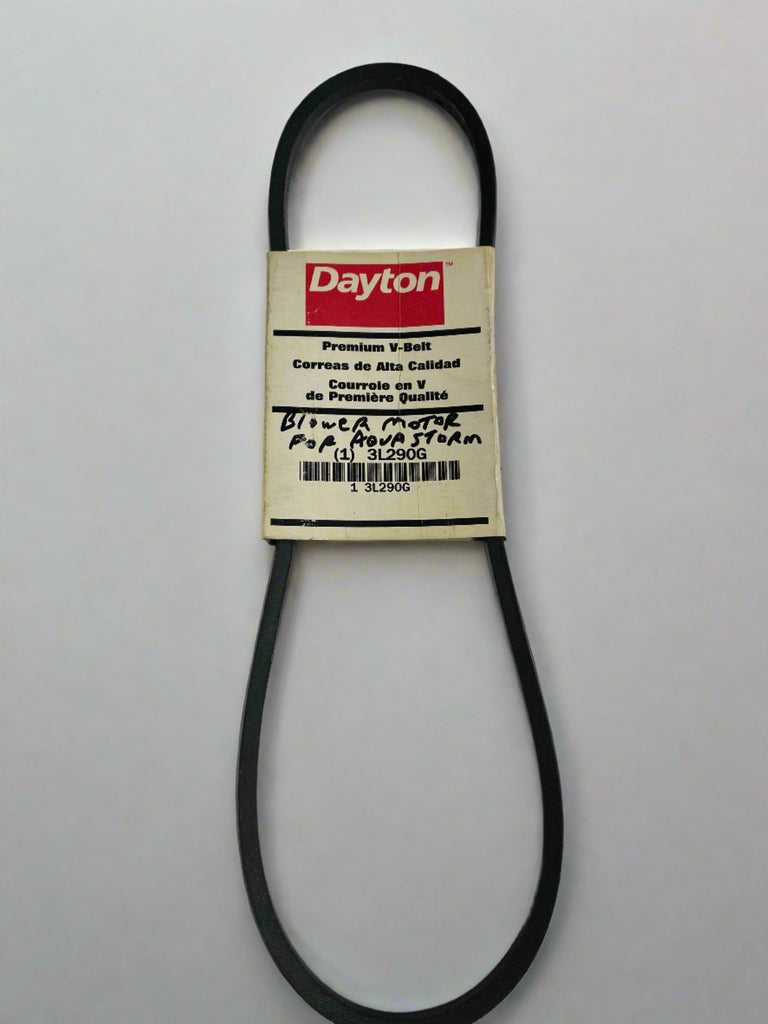 Dayton™
Premium V-Belt
Correas de Alta Calidad
Courroie en V
de Première Qualité
BlowER MOTOR
FOR AQUA STORM
(1) 3L290G
1 3L290G